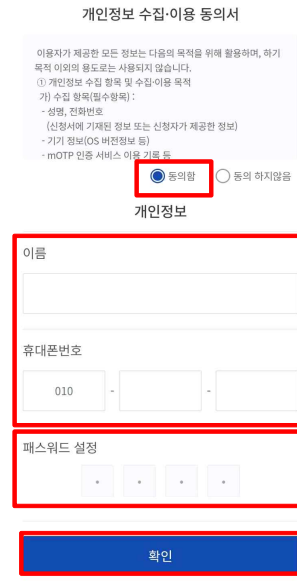 개인정보 수집·이용 동의서
이용자가 제공한 모든 정보는 다음의 목적을 위해 활용하며, 하기
목적 이외의 용도로는 사용되지 않습니다.
① 개인정보 수집 항목 및 수집·이용 목적
가) 수집 항목(필수항목) :
- 성명, 전화번호
(신청서에 기재된 정보 또는 신청자가 제공한 정보)
- 기기 정보(OS 버전정보 등)
- mOTP 인증 서비스 이용 기록 등
동의함 동의 하지않음
개인정보
이름
휴대폰번호
010 - -
패스워드 설정
확인